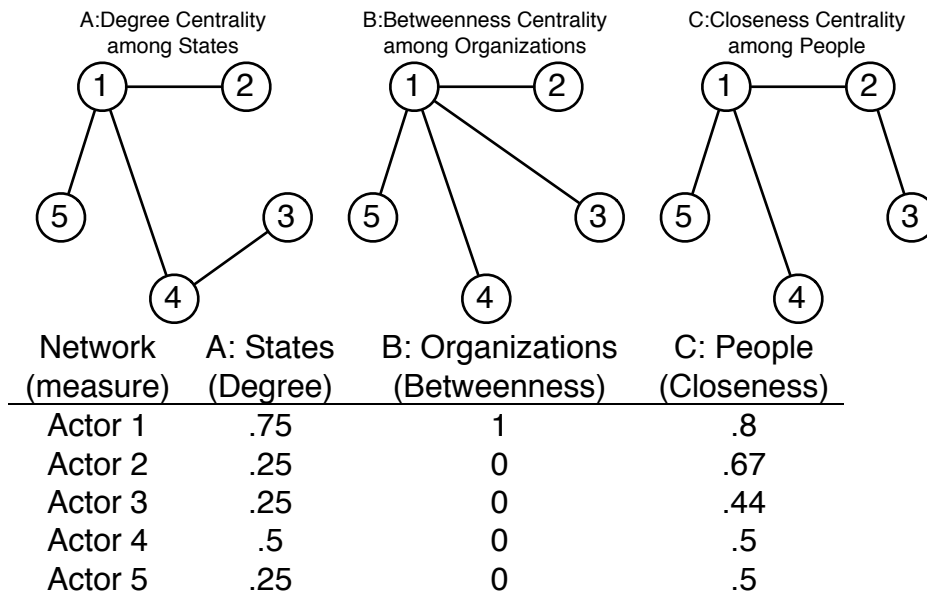 A:Degree Centrality
among States
B:Betweenness Centrality
among Organizations
C:Closeness Centrality
among People
1 2
5 3
4
1 2
5 3
4
1 2
5 3
4
Network A: States B: Organizations C: People
(measure) (Degree) (Betweenness) (Closeness)
Actor 1 .75 1 .8
Actor 2 .25 0 .67
Actor 3 .25 0 .44
Actor 4 .5 0 .5
Actor 5 .25 0 .5